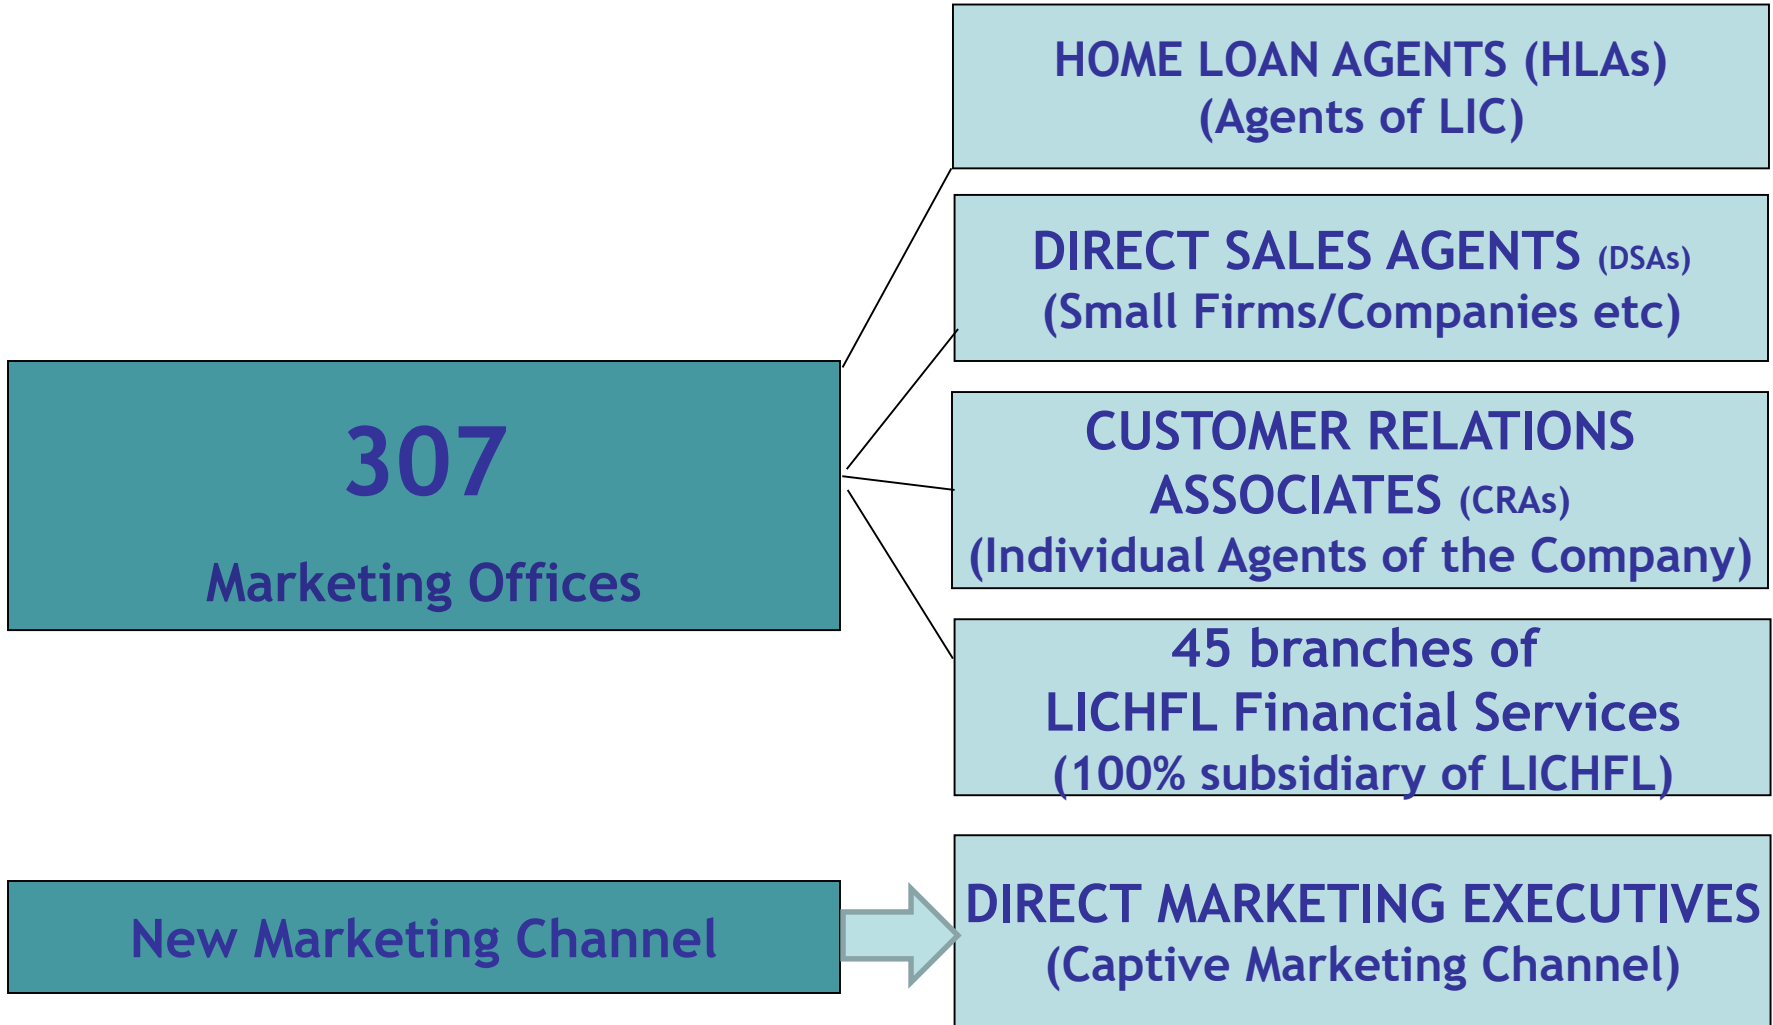 HOME LOAN AGENTS (HLAs)
(Agents of LIC)
DIRECT SALES AGENTS (DSAs)
(Small Firms/Companies etc)
307
Marketing Offices
CUSTOMER RELATIONS
ASSOCIATES (CRAs)
(Individual Agents of the Company)
45 branches of
LICHFL Financial Services
(100% subsidiary of LICHFL)
New Marketing Channel
DIRECT MARKETING EXECUTIVES
(Captive Marketing Channel)